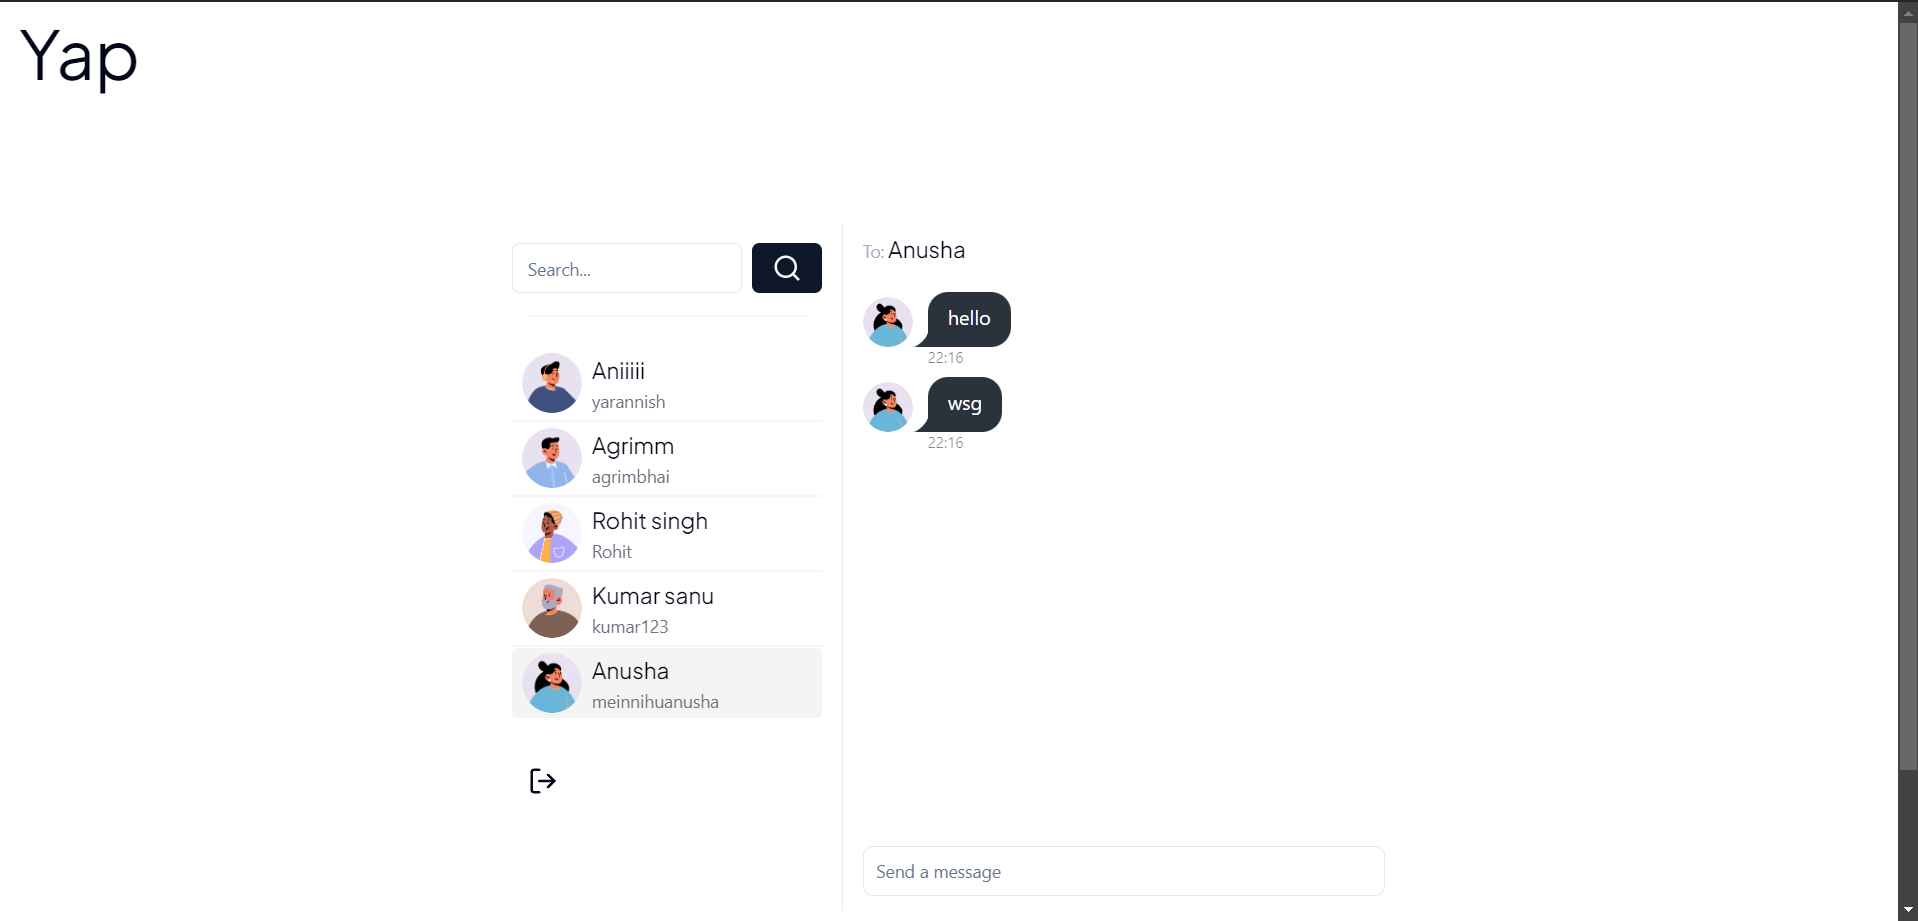 Yap
Search...
Aniiiii
yarannish
Agrimm
agrimbhai
Rohit singh
Rohit
Kumar sanu
kumar123
Anusha
meinnihuanusha
To: Anusha
hello
22:16
wsg
22:16
Send a message